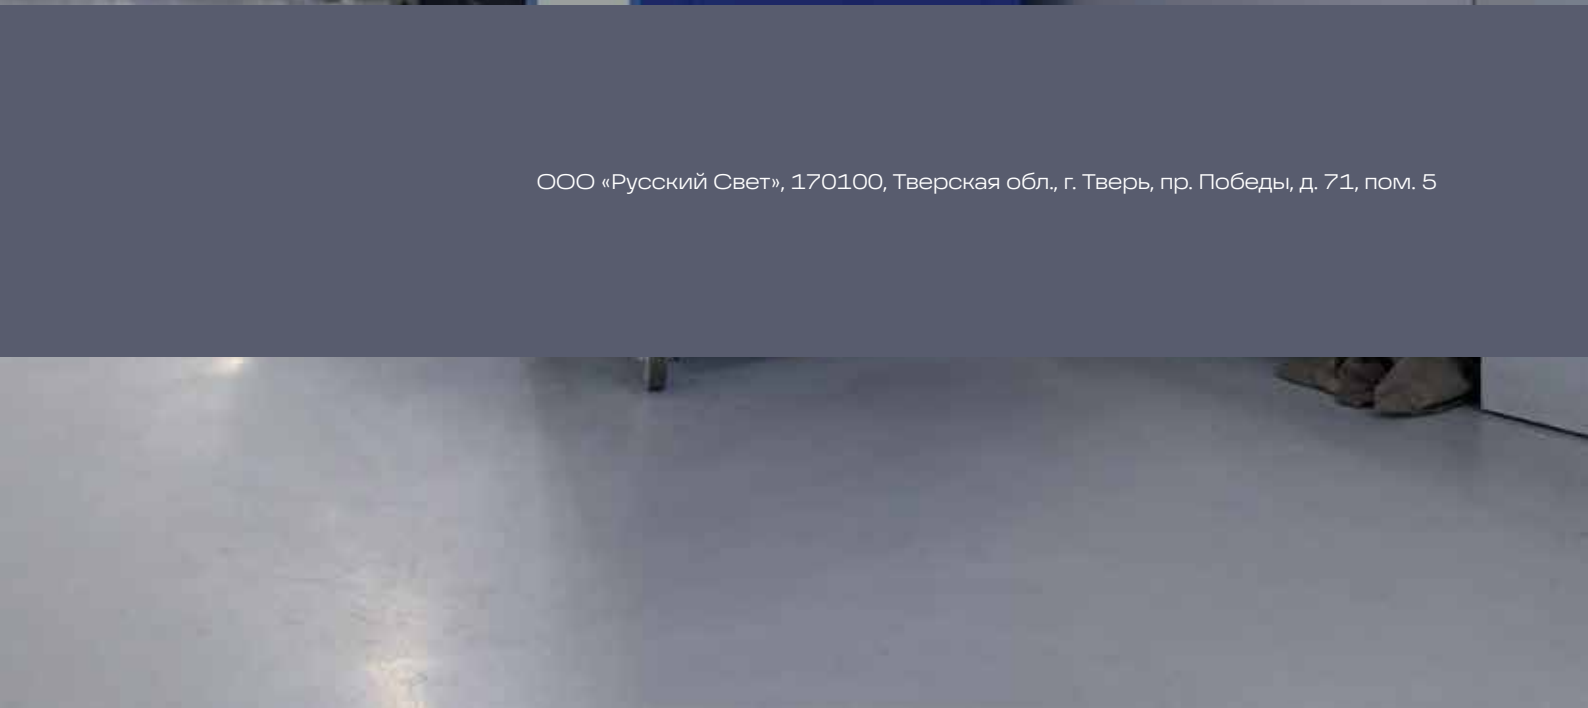 ООО «Русский Свет», 170100, Тверская обл., г. Тверь, пр. Победы, д. 71, пом. 5